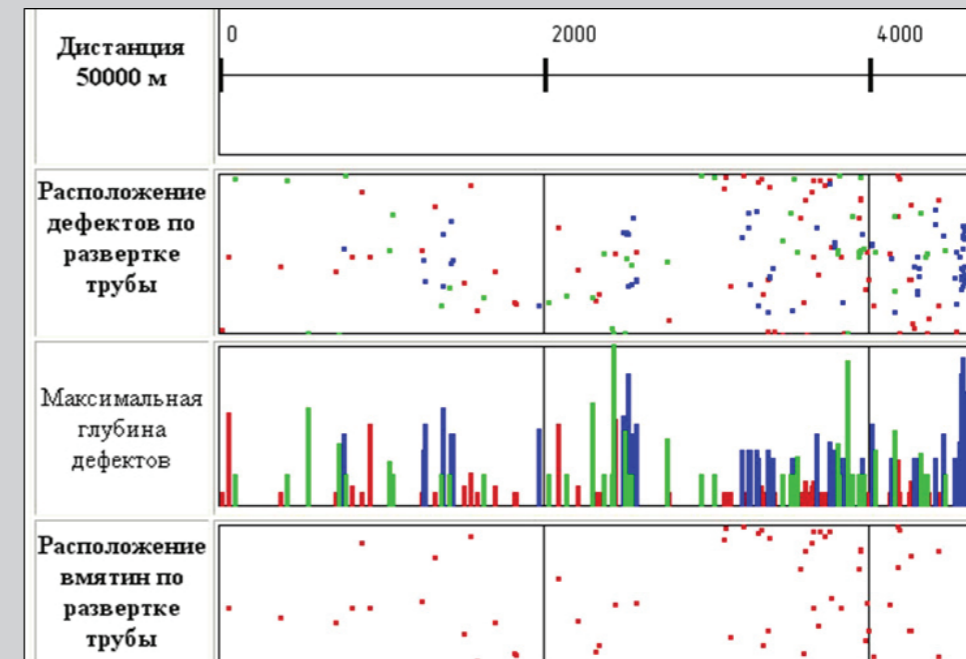 Дистанция
50000 м
0 2000 4000
Расположение
дефектов по
развертке
трубы
Максимальная
глубина
дефектов
Расположение
вмятин по
развертке
трубы